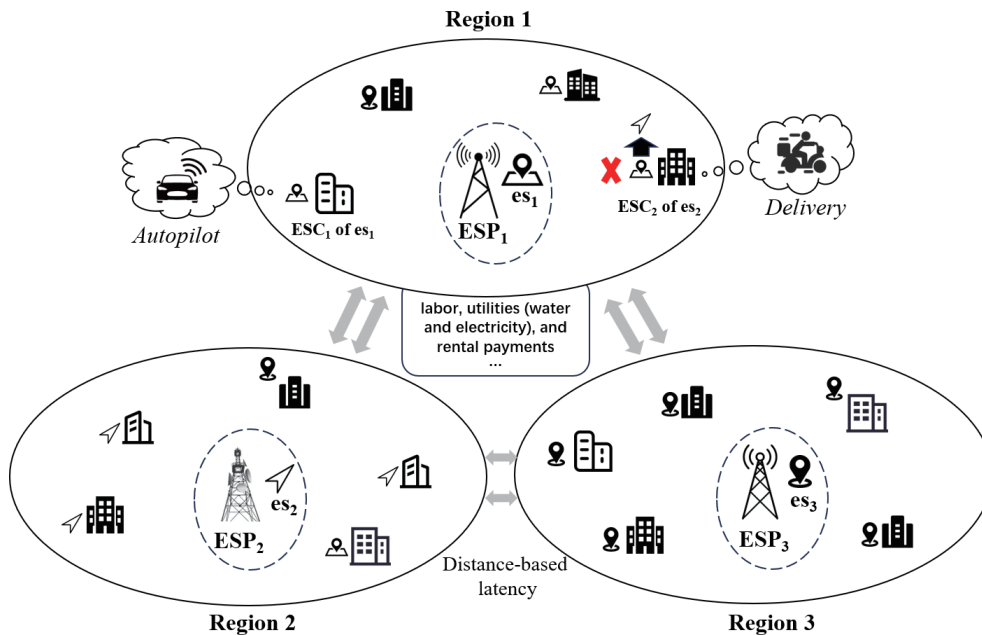 Region 1
es₁
ESP₁
ESC₁ of es₁
ESC₂ of es₂
Autopilot
Delivery
labor, utilities (water
and electricity), and
rental payments
...
es₂
ESP₂
es₃
ESP₃
Distance-based
latency
Region 2
Region 3